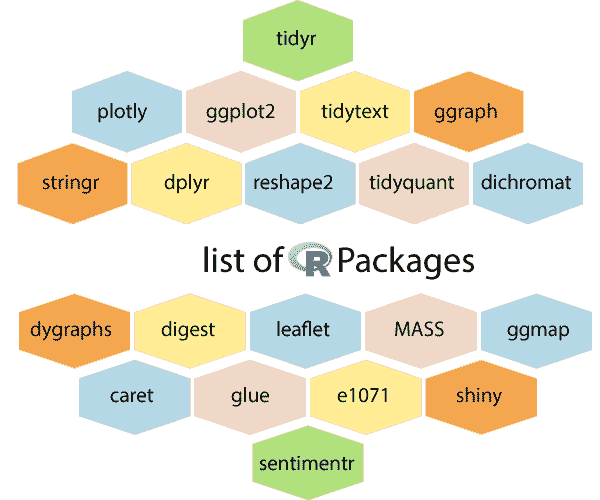 tidyr
plotly ggplot2 tidytext ggraph
stringr dplyr reshape2 tidyquant dichromat
list of R Packages
dygraphs digest leaflet MASS ggmap
caret glue e1071 shiny
sentimentr